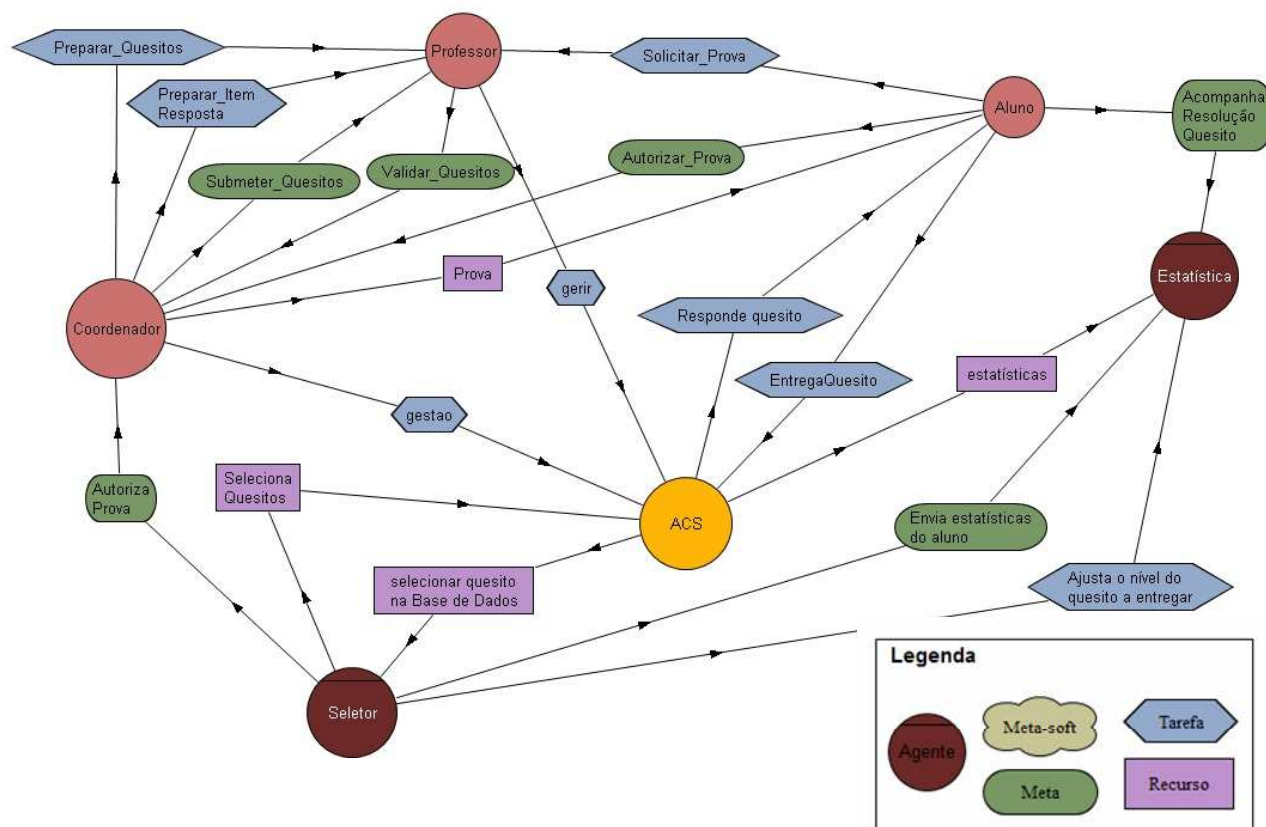 Preparar_Quesitos
Professor
Solicitar_Prova
Preparar_Item
Resposta
Aluno
Acompanha
Resolução
Quesito
Submeter_Quesitos
Validar_Quesitos
Autorizar_Prova
Prova
gerir
Estatística
Coordenador
Responde quesito
EntregaQuesito
estatísticas
gestao
Autoriza
Prova
Seleciona
Quesitos
ACS
Envia estatísticas
do aluno
selecionar quesito
na Base de Dados
Ajusta o nível do
quesito a entregar
Seletor
Legenda
Agente
Meta-soft
Tarefa
Meta
Recurso